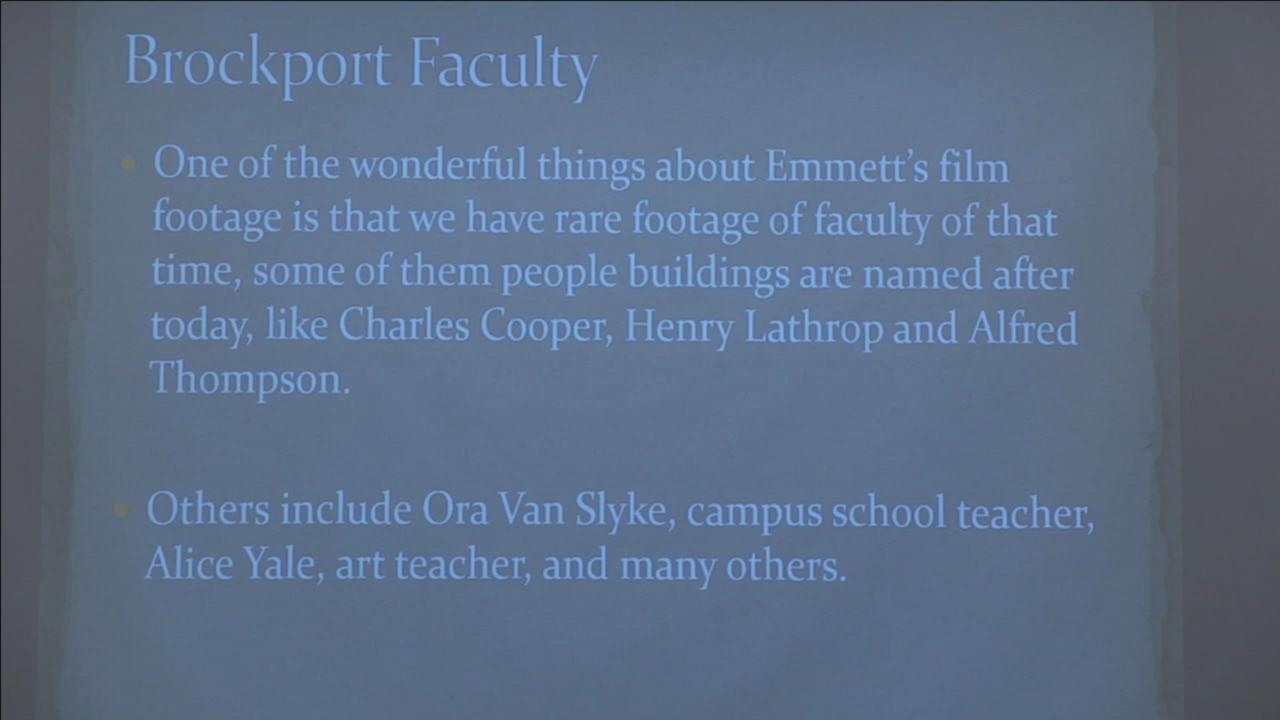 Brockport Faculty
One of the wonderful things about Emmett's film
footage is that we have rare footage of faculty of that
time, some of them people buildings are named after
today, like Charles Cooper, Henry Lathrop and Alfred
Thompson.
Others include Ora Van Slyke, campus school teacher,
Alice Yale, art teacher, and many others.